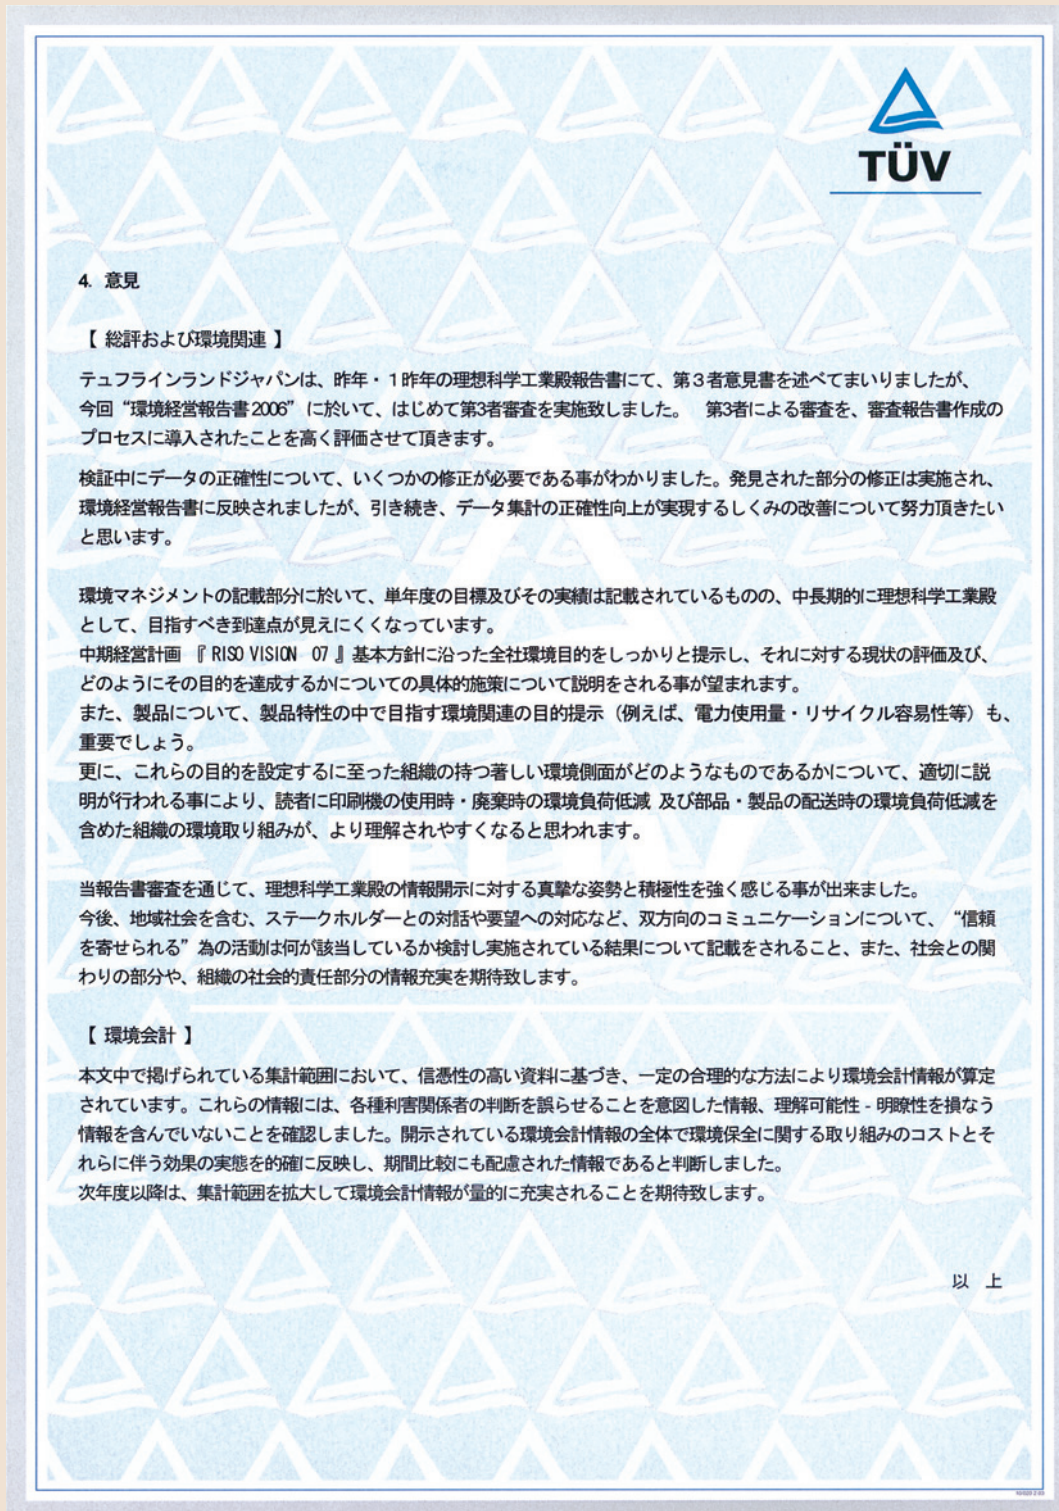 TÜV
4. 意見
【 総評および環境関連 】
テュフラインランドジャパンは、昨年・１昨年の理想科学工業殿報告書にて、第３者意見書を述べてまいりましたが、
今回“環境経営報告書2006”に於いて、はじめて第3者審査を実施致しました。　第3者による審査を、審査報告書作成の
プロセスに導入されたことを高く評価させて頂きます。
検証中にデータの正確性について、いくつかの修正が必要である事がわかりました。発見された部分の修正は実施され、
環境経営報告書に反映されましたが、引き続き、データ集計の正確性向上が実現するしくみの改善について努力頂きたい
と思います。
環境マネジメントの記載部分に於いて、単年度の目標及びその実績は記載されているものの、中長期的に理想科学工業殿
として、目指すべき到達点が見えにくくなっています。
中期経営計画 『 RISO VISION 07 』基本方針に沿った全社環境目的をしっかりと提示し、それに対する現状の評価及び、
どのようにその目的を達成するかについての具体的施策について説明をされる事が望まれます。
また、製品について、製品特性の中で目指す環境関連の目的提示（例えば、電力使用量・リサイクル容易性等）も、
重要でしょう。
更に、これらの目的を設定するに至った組織の持つ著しい環境側面がどのようなものであるかについて、適切に説
明が行われる事により、読者に印刷機の使用時・廃棄時の環境負荷低減 及び部品・製品の配送時の環境負荷低減を
含めた組織の環境取り組みが、より理解されやすくなると思われます。
当報告書審査を通じて、理想科学工業殿の情報開示に対する真摯な姿勢と積極性を強く感じる事が出来ました。
今後、地域社会を含む、ステークホルダーとの対話や要望への対応など、双方向のコミュニケーションについて、“信頼
を寄せられる”為の活動は何が該当しているか検討し実施されている結果について記載をされること、また、社会との関
わりの部分や、組織の社会的責任部分の情報充実を期待致します。
【 環境会計 】
本文中で掲げられている集計範囲において、信憑性の高い資料に基づき、一定の合理的な方法により環境会計情報が算定
されています。これらの情報には、各種利害関係者の判断を誤らせることを意図した情報、理解可能性 - 明瞭性を損なう
情報を含んでいないことを確認しました。開示されている環境会計情報の全体で環境保全に関する取り組みのコストとそ
れらに伴う効果の実態を的確に反映し、期間比較にも配慮された情報であると判断しました。
次年度以降は、集計範囲を拡大して環境会計情報が量的に充実されることを期待致します。
以 上